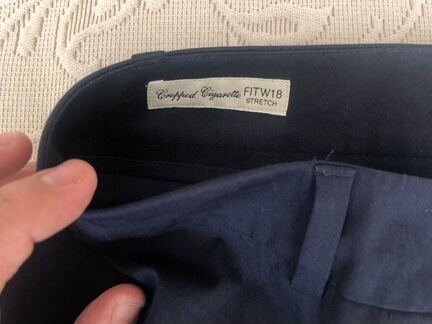 Cropped Cigarette FITW18
STRETCH